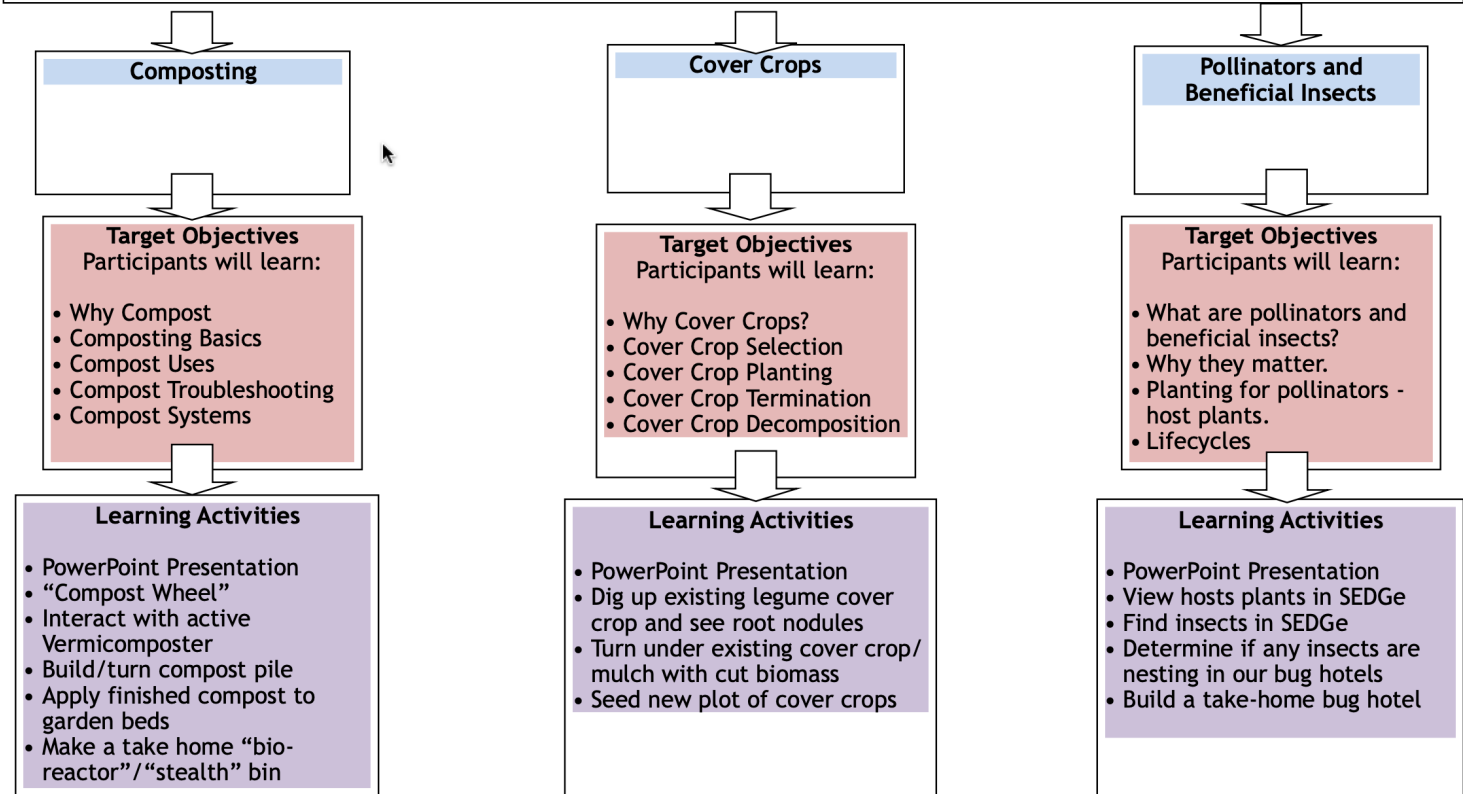 Composting
Target Objectives
Participants will learn:
• Why Compost
• Composting Basics
• Compost Uses
• Compost Troubleshooting
• Compost Systems
Learning Activities
• PowerPoint Presentation
• “Compost Wheel”
• Interact with active
Vermicomposter
• Build/turn compost pile
• Apply finished compost to
garden beds
• Make a take home “bio-
reactor”/“stealth” bin
Cover Crops
Target Objectives
Participants will learn:
• Why Cover Crops?
• Cover Crop Selection
• Cover Crop Planting
• Cover Crop Termination
• Cover Crop Decomposition
Learning Activities
• PowerPoint Presentation
• Dig up existing legume cover
crop and see root nodules
• Turn under existing cover crop/
mulch with cut biomass
• Seed new plot of cover crops
Pollinators and
Beneficial Insects
Target Objectives
Participants will learn:
• What are pollinators and
beneficial insects?
• Why they matter.
• Planting for pollinators -
host plants.
• Lifecycles
Learning Activities
• PowerPoint Presentation
• View hosts plants in SEDGe
• Find insects in SEDGe
• Determine if any insects are
nesting in our bug hotels
• Build a take-home bug hotel